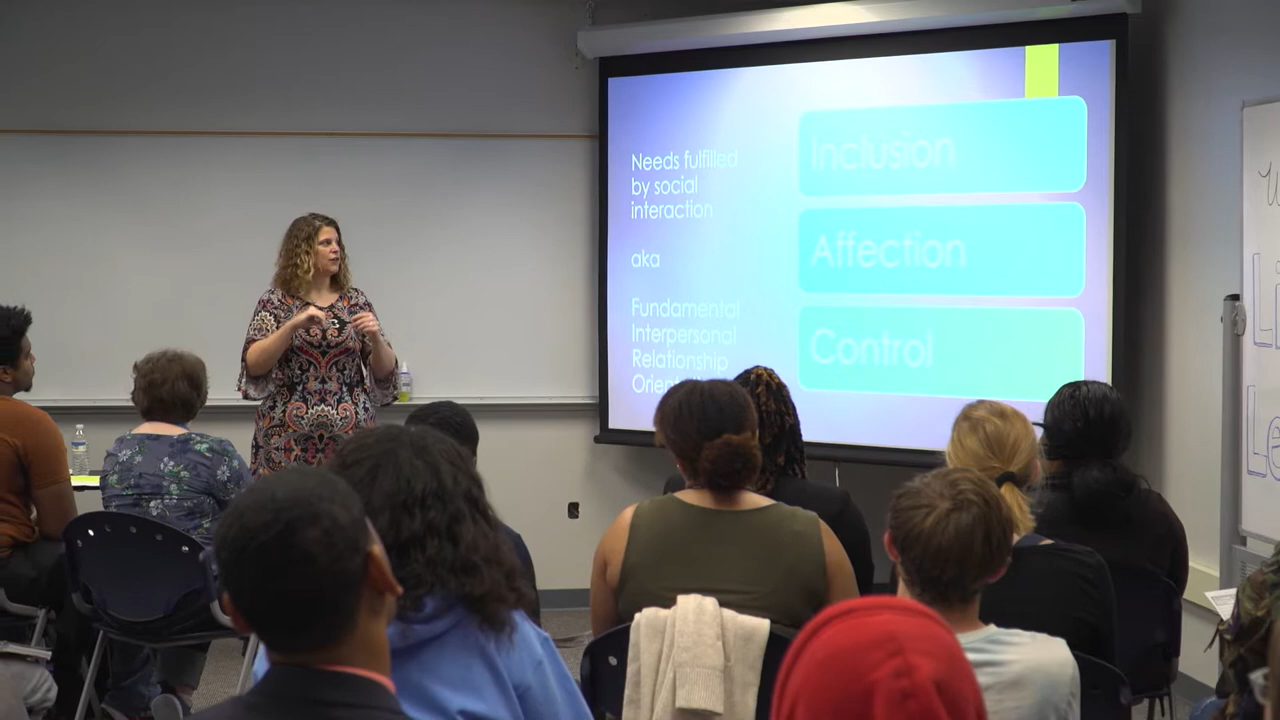 Needs fulfilled
by social
interaction
aka
Fundamental
Interpersonal
Relationship
Inclusion
Affection
Control